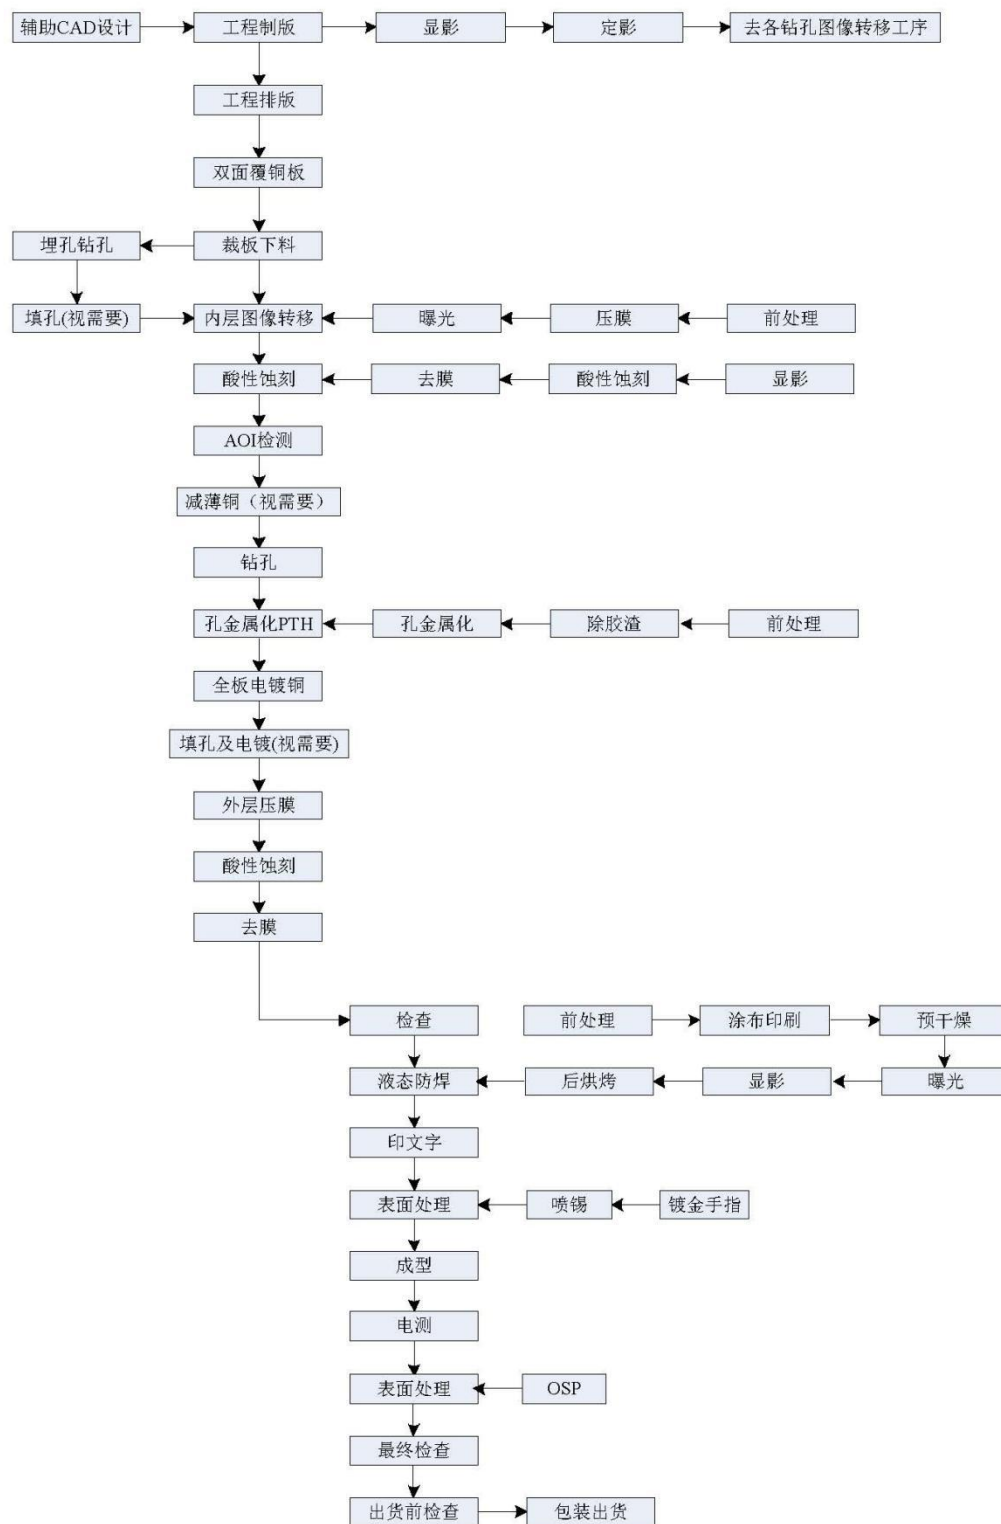 辅助CAD设计
工程制版
显影
定影
去各钻孔图像转移工序
工程排版
双面覆铜板
埋孔钻孔
裁板下料
填孔(视需要)
内层图像转移
曝光
压膜
前处理
酸性蚀刻
去膜
酸性蚀刻
显影
AOI检测
减薄铜（视需要）
钻孔
孔金属化PTH
孔金属化
除胶渣
前处理
全板电镀铜
填孔及电镀(视需要)
外层压膜
酸性蚀刻
去膜
检查
前处理
涂布印刷
预干燥
液态防焊
后烘烤
显影
曝光
印文字
表面处理
喷锡
镀金手指
成型
电测
表面处理
OSP
最终检查
出货前检查
包装出货